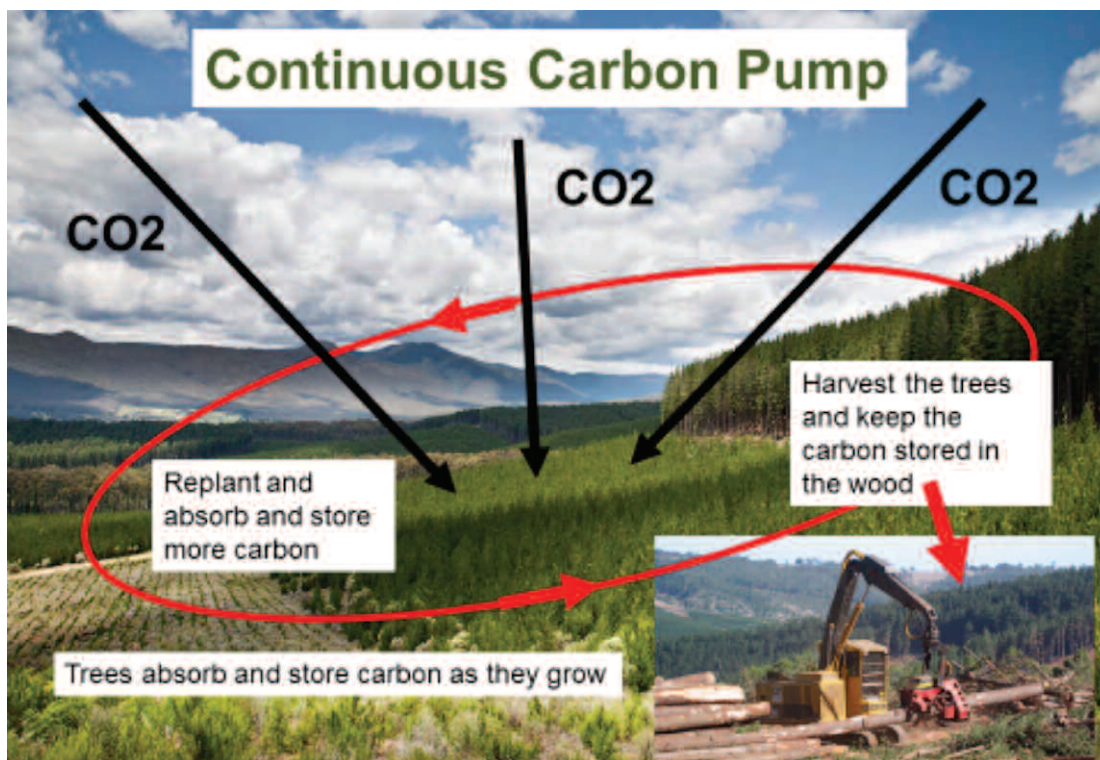 Continuous Carbon Pump
CO2
CO2
CO2
Harvest the trees
and keep the
carbon stored in
the wood
Replant and
absorb and store
more carbon
Trees absorb and store carbon as they grow